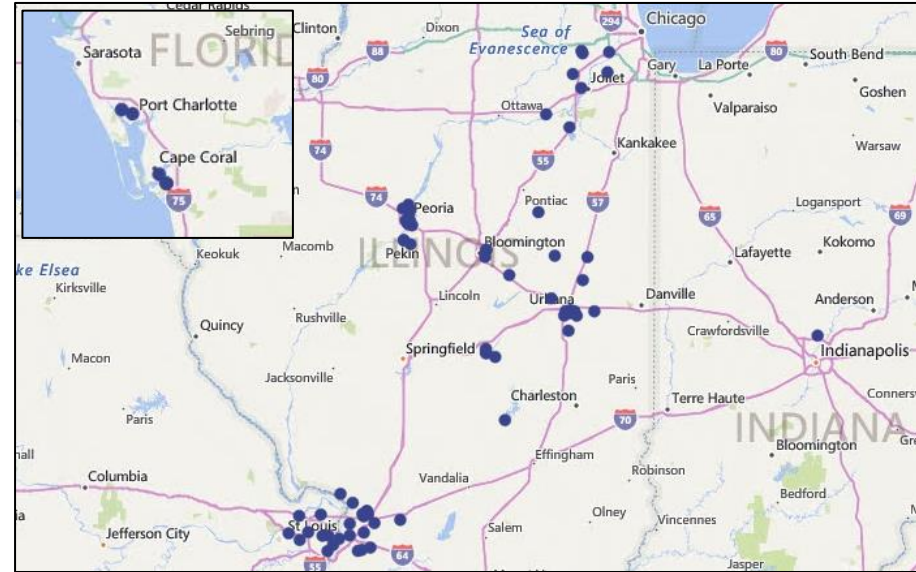 Cedar Rapids
Sebring
FLORID
Sarasota
Port Charlotte
Cape Coral
75
Clinton
Dixon
Sea of
Evanescence
294
Chicago
88
80
80
Gary
La Porte
South Bend
Joliet
Goshen
Ottawa
Valparaiso
74
Kankakee
Warsaw
55
74
Pontiac
57
Logansport
Peoria
65
69
Keokuk
Macomb
ILLINOIS
Bloomington
Lafayette
Kokomo
Pekin
ke Elsea
Kirksville
Lincoln
Urbana
Danville
Anderson
Quincy
Rushville
Crawfordsville
Macon
Springfield
Indianapolis
Jacksonville
Paris
Charleston
Terre Haute
Conners
Paris
70
INDIANA
Bloomington
Effingham
Columbia
Vandalia
Robinson
Bedford
St Louis
Olney
Vincennes
Jefferson City
Salem
64
55
Jasper